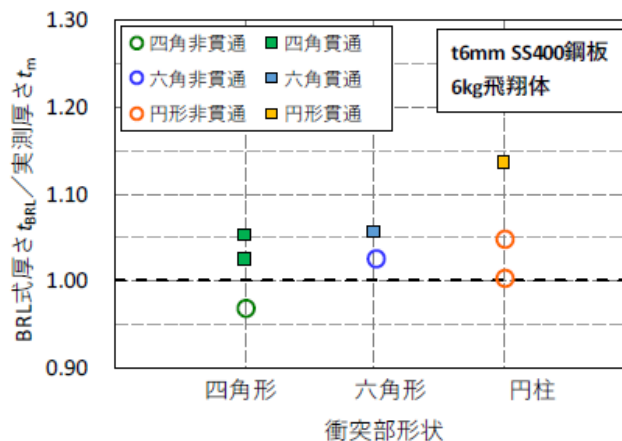 BRL式厚さtBRL／実測厚さtm
1.30
1.20
1.10
1.00
0.90
四角非貫通 四角貫通
六角非貫通 六角貫通
円形非貫通 円形貫通
t6mm SS400鋼板
6kg飛翔体
四角形 六角形 円柱
衝突部形状